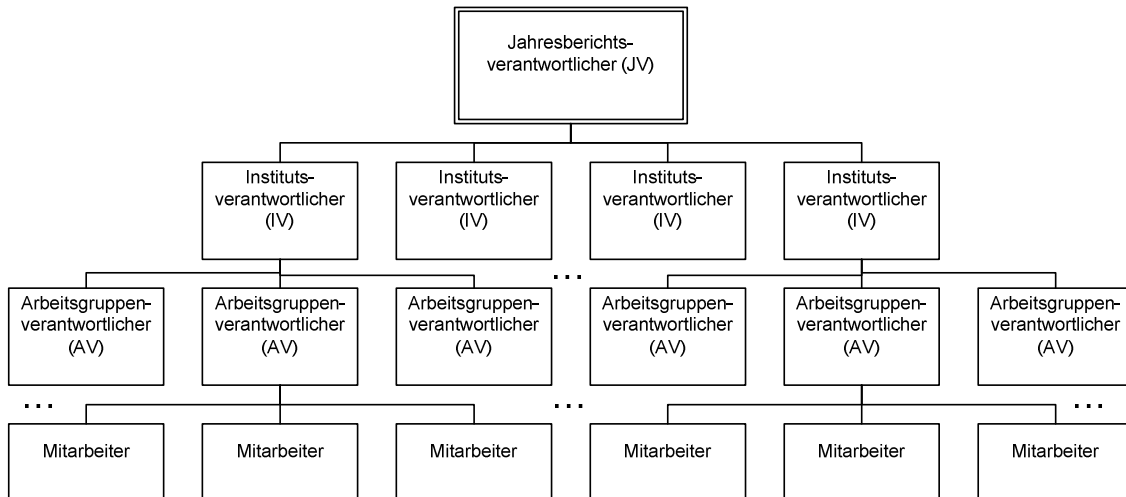 Jahresberichts-
verantwortlicher (JV)
Instituts-
verantwortlicher
(IV)
Instituts-
verantwortlicher
(IV)
Instituts-
verantwortlicher
(IV)
Instituts-
verantwortlicher
(IV)
...
Arbeitsgruppen-
verantwortlicher
(AV)
Arbeitsgruppen-
verantwortlicher
(AV)
Arbeitsgruppen-
verantwortlicher
(AV)
Arbeitsgruppen-
verantwortlicher
(AV)
Arbeitsgruppen-
verantwortlicher
(AV)
Arbeitsgruppen-
verantwortlicher
(AV)
...
...
...
Mitarbeiter
Mitarbeiter
Mitarbeiter
Mitarbeiter
Mitarbeiter
Mitarbeiter